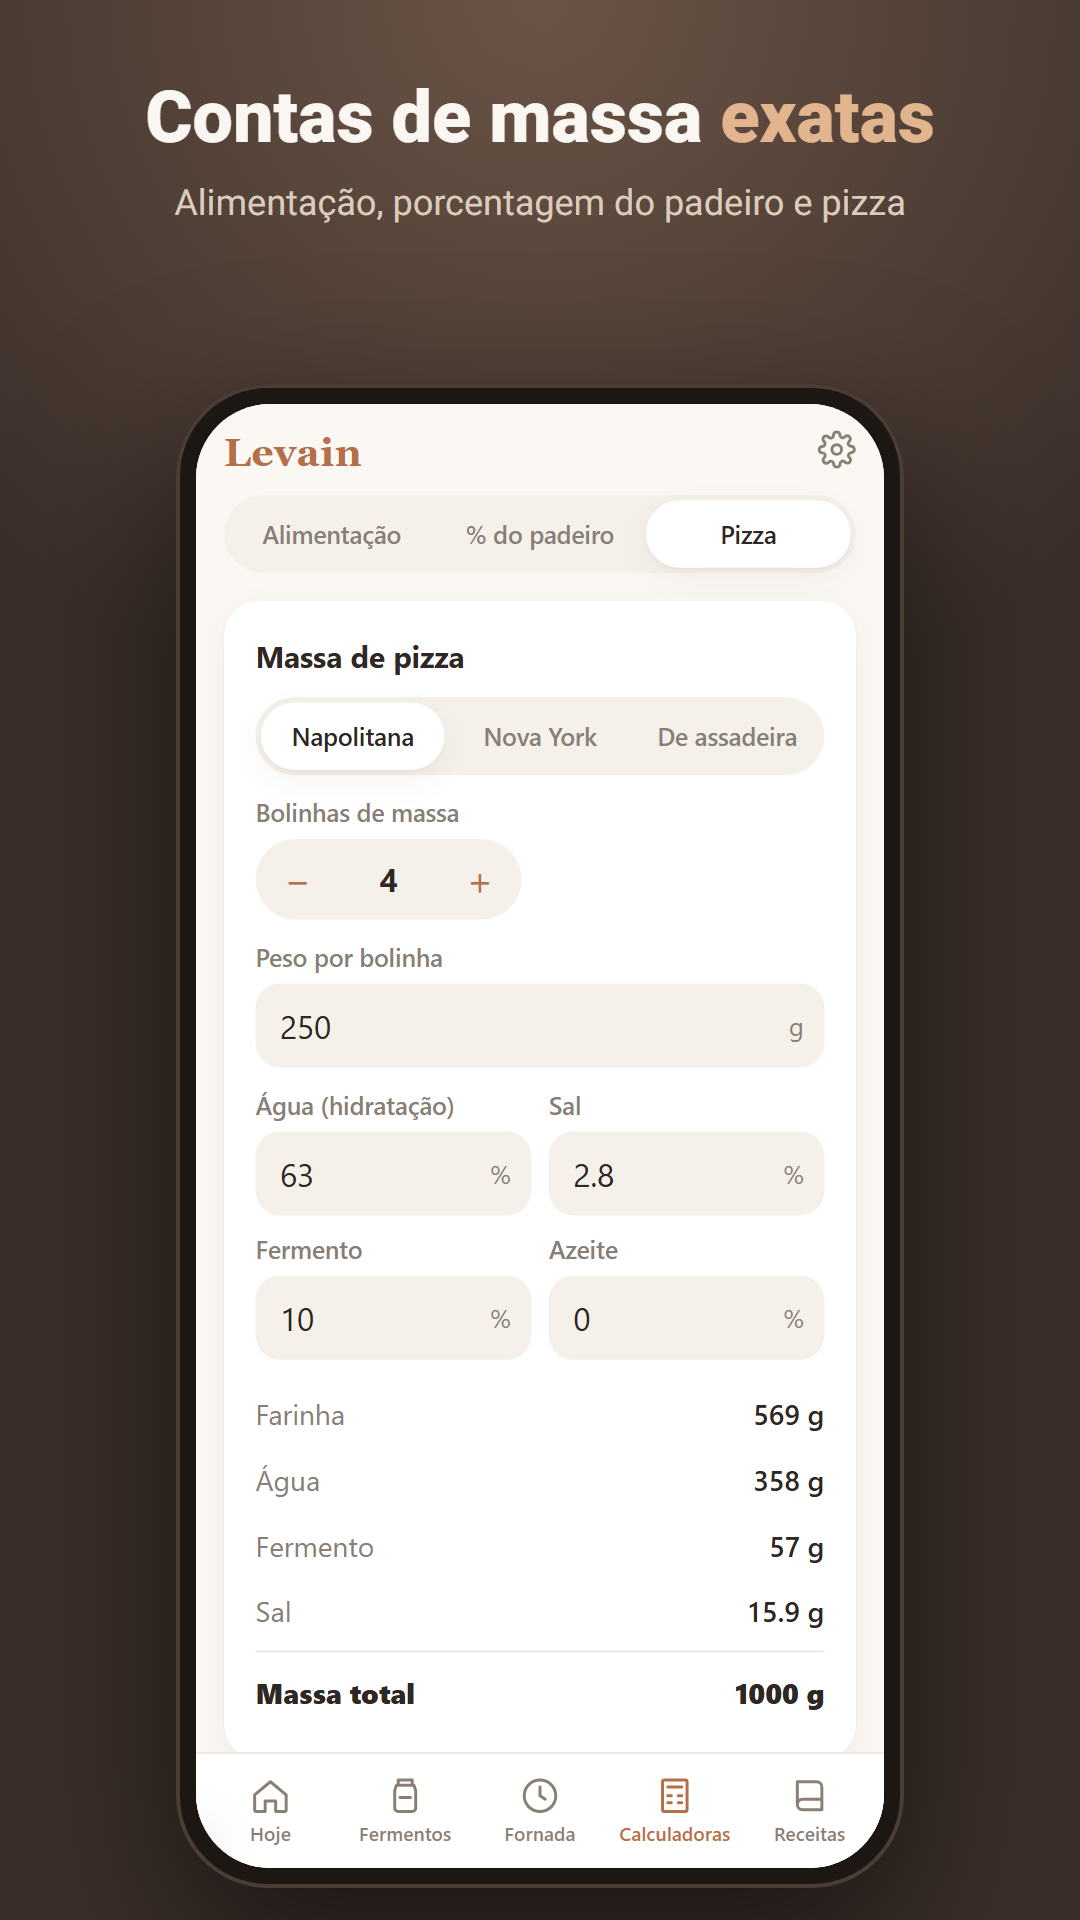 Contas de massa exatas
Alimentação, porcentagem do padeiro e pizza
Levain
Alimentação % do padeiro Pizza
Massa de pizza
Napolitana Nova York De assadeira
Bolinhas de massa
− 4 +
Peso por bolinha
250 g
Água (hidratação) Sal
63 % 2.8 %
Fermento Azeite
10 % 0 %
Farinha 569 g
Água 358 g
Fermento 57 g
Sal 15.9 g
Massa total 1000 g
Hoje Fermentos Fornada Calculadoras Receitas